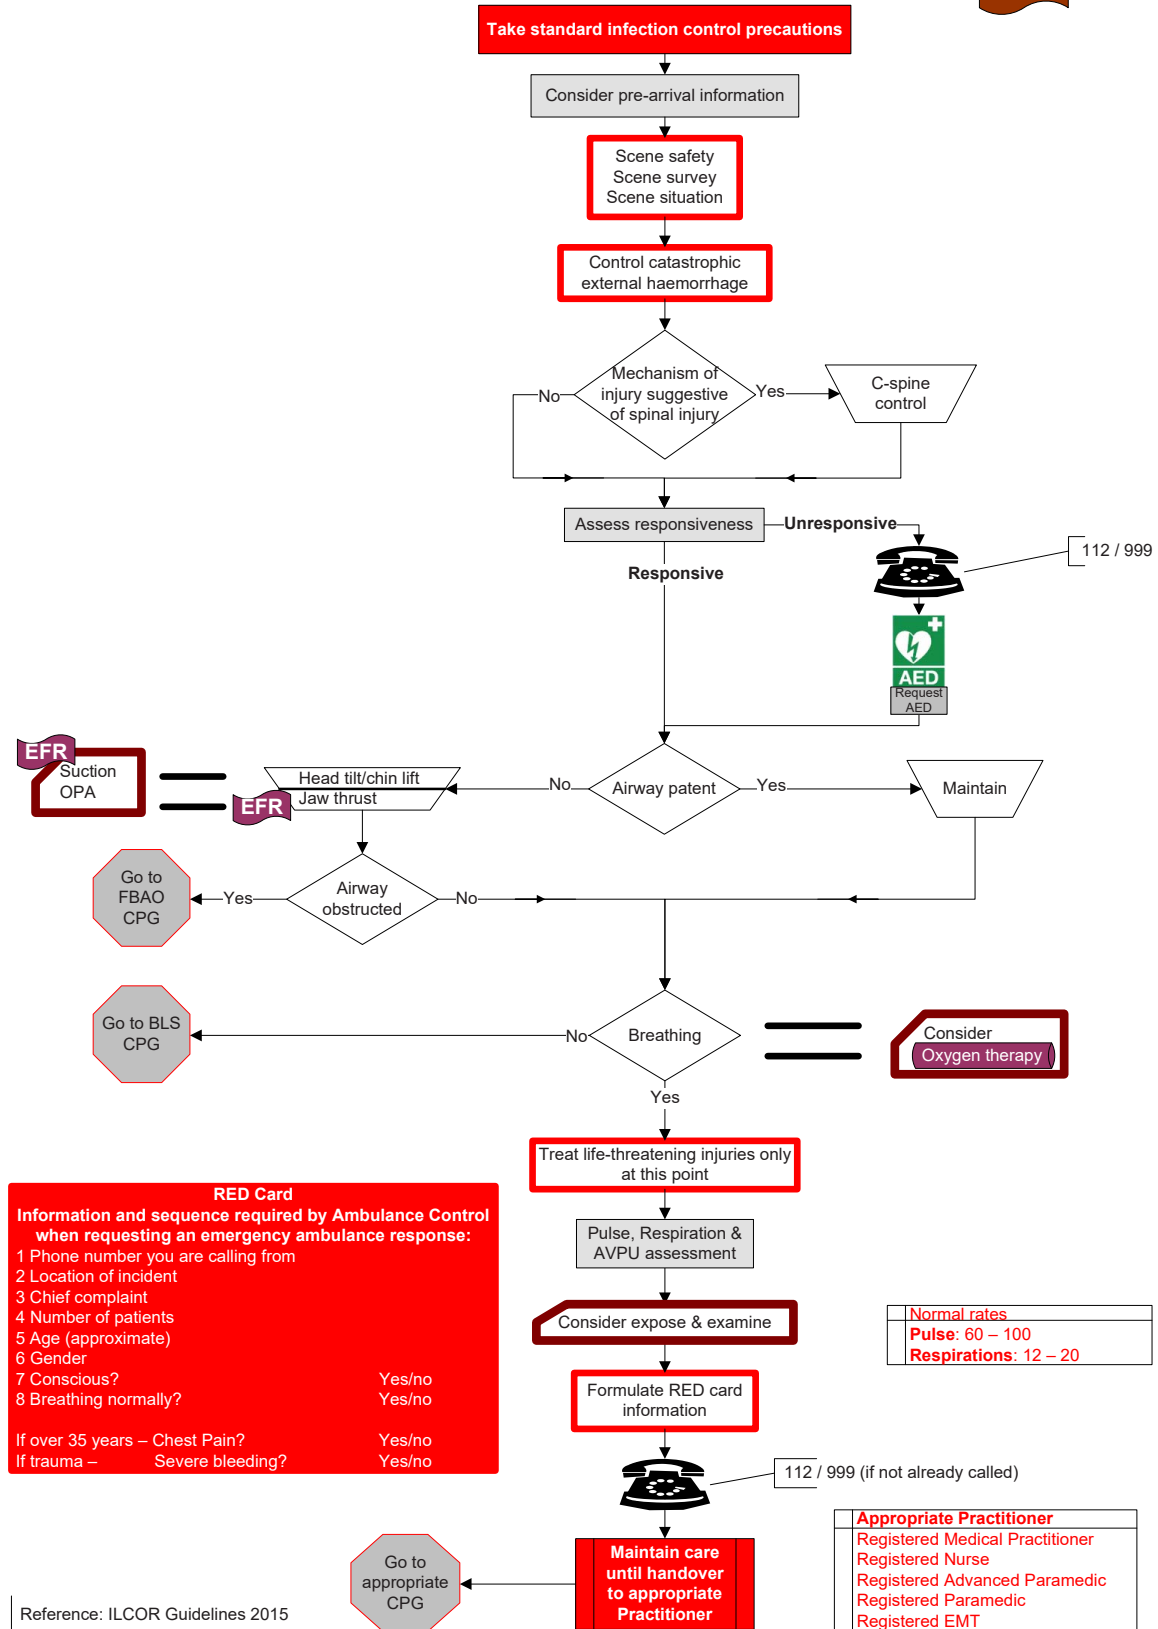 Take standard infection control precautions
Consider pre-arrival information
Scene safety
Scene survey
Scene situation
Control catastrophic
external haemorrhage
Mechanism of
injury suggestive
of spinal injury
No
Yes
C-spine
control
Assess responsiveness
Unresponsive
112 / 999
Responsive
AED
Request
AED
EFR
Suction
OPA
Head tilt/chin lift
Jaw thrust
EFR
No
Airway patent
Yes
Maintain
Go to
FBAO
CPG
Yes
Airway
obstructed
No
Go to BLS
CPG
No
Breathing
Consider
Oxygen therapy
Yes
Treat life-threatening injuries only
at this point
RED Card
Information and sequence required by Ambulance Control
when requesting an emergency ambulance response:
1 Phone number you are calling from
2 Location of incident
3 Chief complaint
4 Number of patients
5 Age (approximate)
6 Gender
7 Conscious? Yes/no
8 Breathing normally? Yes/no
If over 35 years – Chest Pain? Yes/no
If trauma – Severe bleeding? Yes/no
Pulse, Respiration &
AVPU assessment
Consider expose & examine
Normal rates
Pulse: 60 – 100
Respirations: 12 – 20
Formulate RED card
information
112 / 999 (if not already called)
Go to
appropriate
CPG
Maintain care
until handover
to appropriate
Practitioner
Appropriate Practitioner
Registered Medical Practitioner
Registered Nurse
Registered Advanced Paramedic
Registered Paramedic
Registered EMT
Reference: ILCOR Guidelines 2015